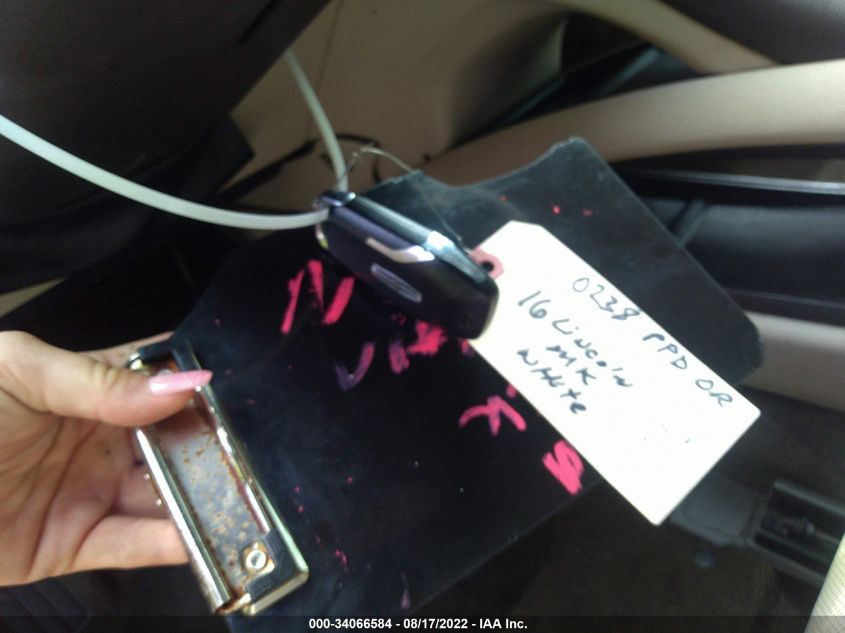 0238 PPD OR
16 Lincoln
MK
White
000-34066584 - 08/17/2022 - IAA Inc.